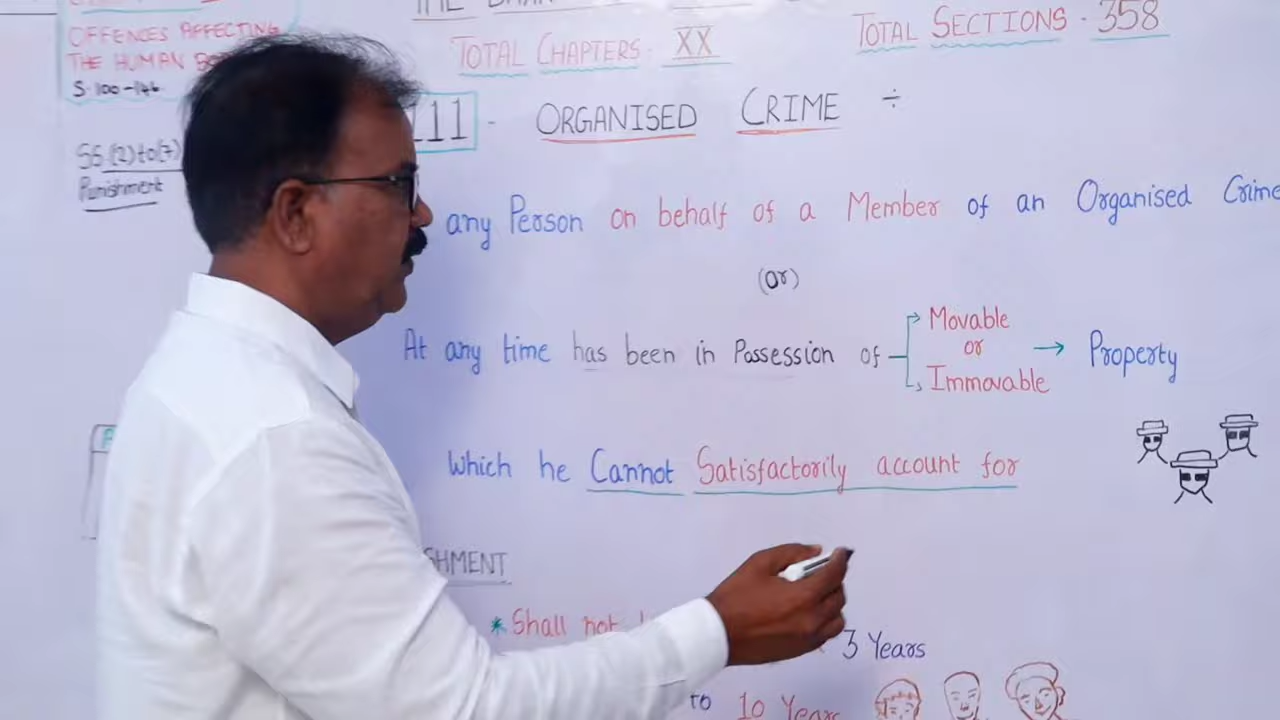 OFFENCES AFFECTING
THE HUMAN
S. 100-146
SS (2) to (7)
Punishment
THE
TOTAL CHAPTERS - XX
TOTAL SECTIONS - 358
111 - ORGANISED CRIME ÷
any Person on behalf of a Member of an Organised Crime
(or)
At any time has been in Possession of Movable or Immovable → Property
Which he Cannot Satisfactorily account for
SHMENT
* Shall not
3 Years
to 10 Years